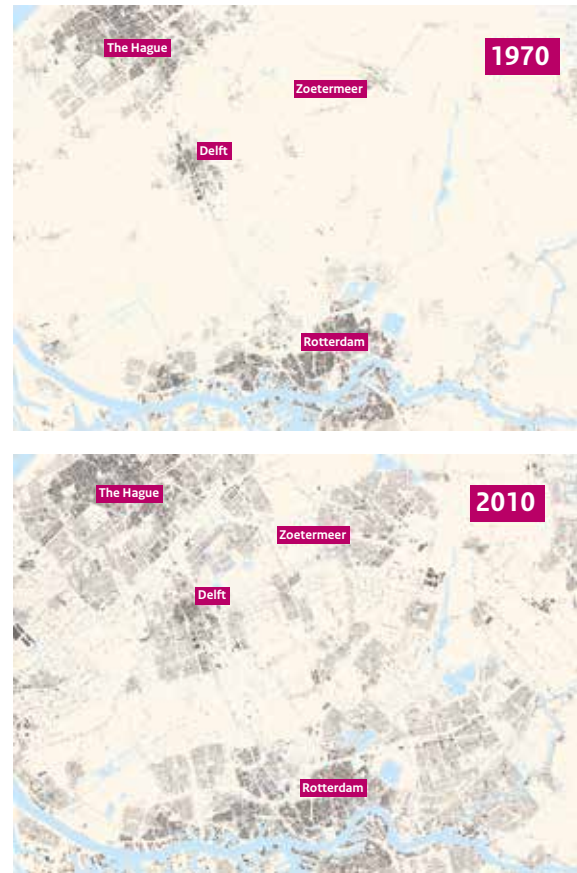 The Hague
1970
Zoetermeer
Delft
Rotterdam
The Hague
2010
Zoetermeer
Delft
Rotterdam